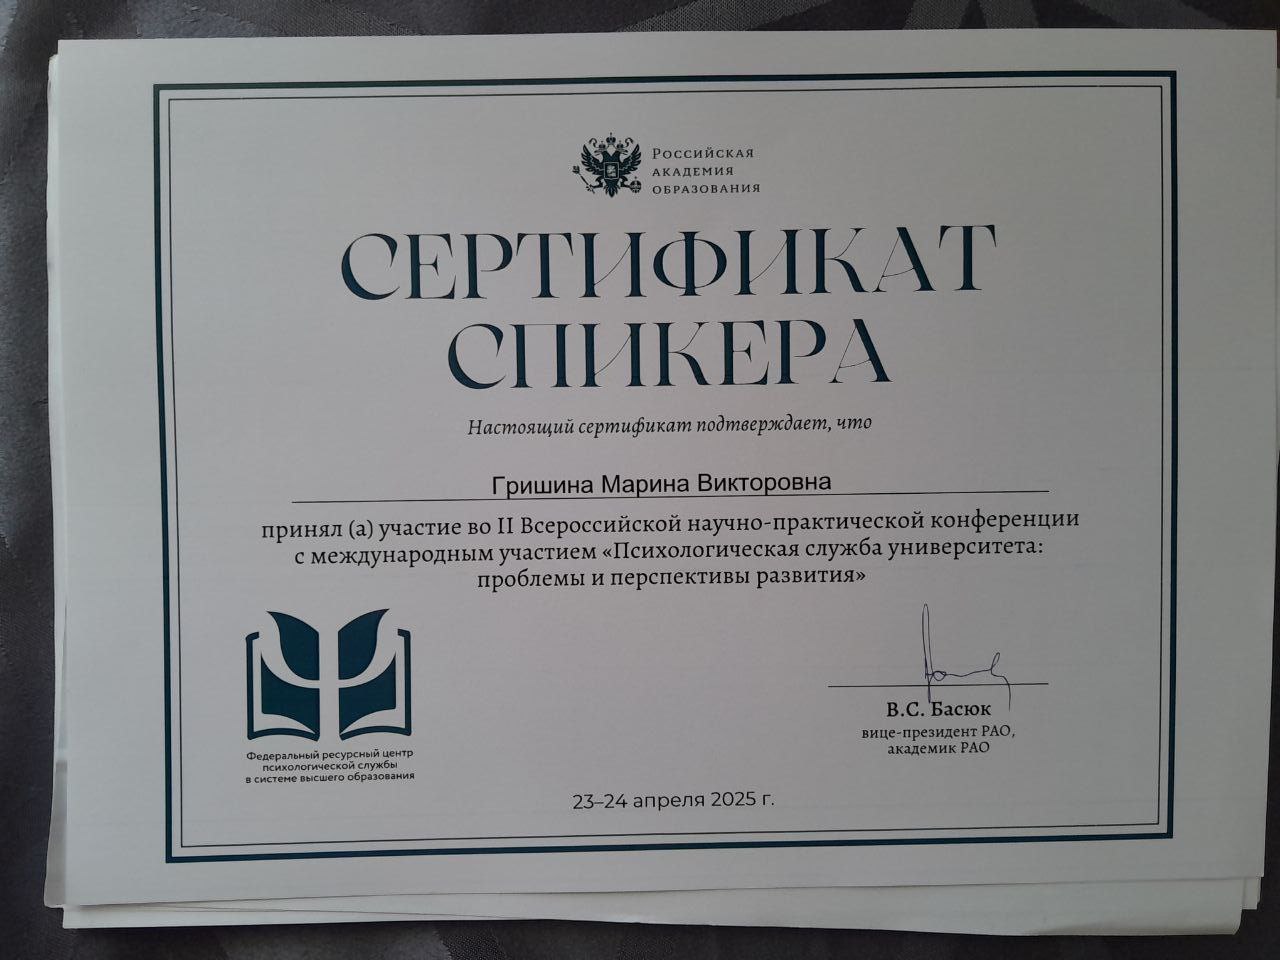 Российская
академия
образования
СЕРТИФИКАТ
СПИКЕРА
Настоящий сертификат подтверждает, что
Гришина Марина Викторовна
принял (а) участие во II Всероссийской научно-практической конференции
с международным участием «Психологическая служба университета:
проблемы и перспективы развития»
Федеральный ресурсный центр
психологической службы
в системе высшего образования
В.С. Басюк
вице-президент РАО,
академик РАО
23–24 апреля 2025 г.